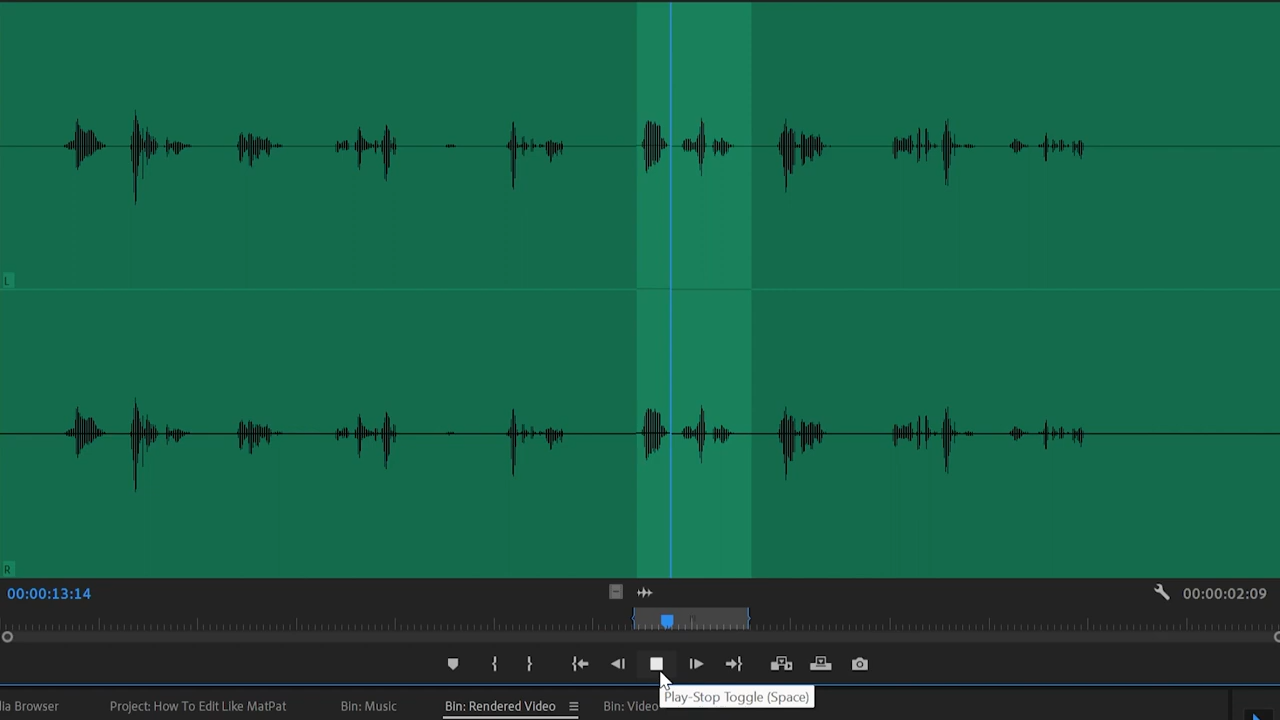 L
R
00:00:13:14
00:00:02:09
Play-Stop Toggle (Space)
dia Browser
Project: How To Edit Like MatPat
Bin: Music
Bin: Rendered Video
Bin: Video